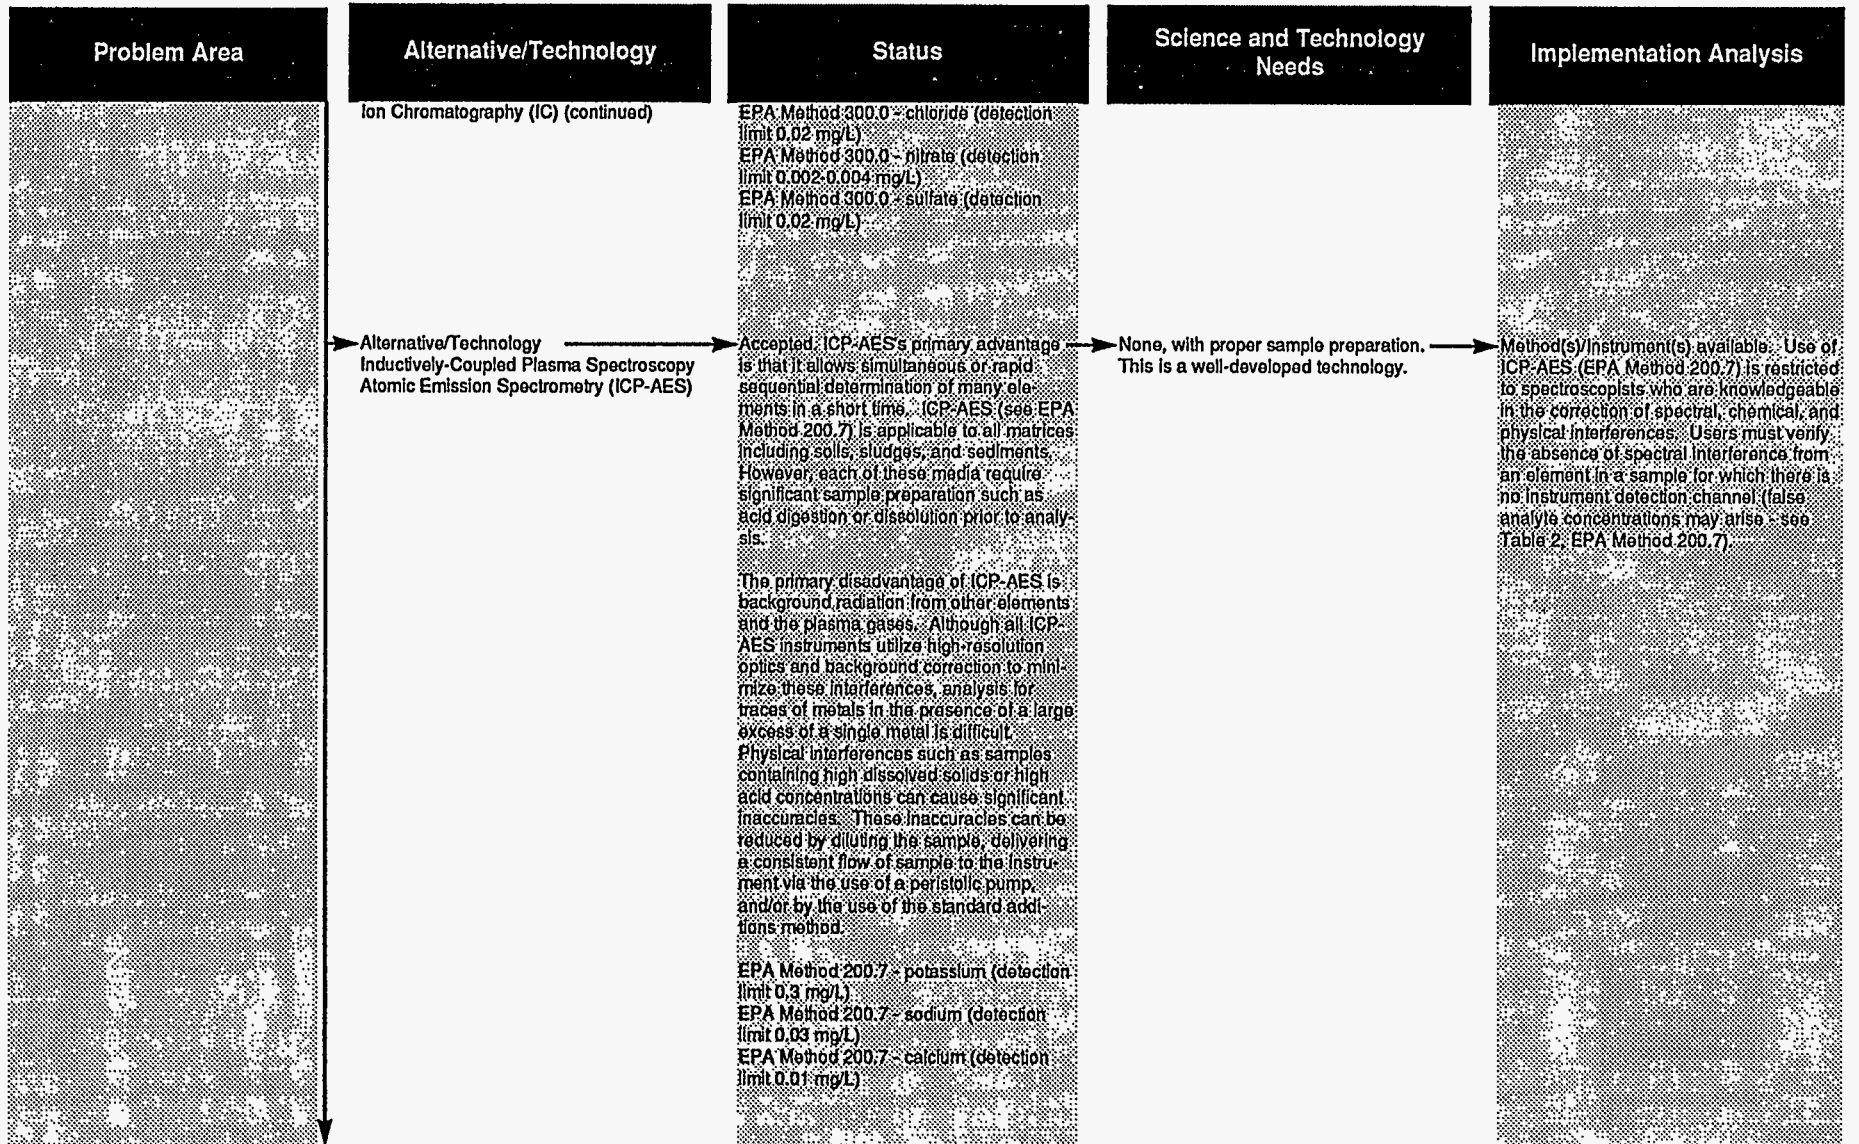 Problem Area
Alternative/Technology
Status
Science and Technology
Needs
Implementation Analysis
Ion Chromatography (IC) (continued)
EPA Method 300.0 - chloride (detection
limit 0.02 mg/L)
EPA Method 300.0 - nitrate (detection
limit 0.002-0.004 mg/L)
EPA Method 300.0 - sulfate (detection
limit 0.02 mg/L)
Alternative/Technology
Inductively-Coupled Plasma Spectroscopy
Atomic Emission Spectrometry (ICP-AES)
Accepted. ICP-AES's primary advantage
is that it allows simultaneous or rapid
sequential determination of many ele-
ments in a short time. ICP-AES (see EPA
Method 200.7) is applicable to all matrices
including soils, sludges, and sediments.
However, each of these media require
significant sample preparation such as
acid digestion or dissolution prior to analy-
sis.
The primary disadvantage of ICP-AES is
background radiation from other elements
and the plasma gases. Although all ICP-
AES instruments utilize high-resolution
optics and background correction to mini-
mize these interferences, analysis for
traces of metals in the presence of a large
excess of a single metal is difficult.
Physical interferences such as samples
containing high dissolved solids or high
acid concentrations can cause significant
inaccuracies. These inaccuracies can be
reduced by diluting the sample, delivering
a consistent flow of sample to the instru-
ment via the use of a peristolic pump,
and/or by the use of the standard addi-
tions method.
EPA Method 200.7 - potassium (detection
limit 0.3 mg/L)
EPA Method 200.7 - sodium (detection
limit 0.03 mg/L)
EPA Method 200.7 - calcium (detection
limit 0.01 mg/L)
None, with proper sample preparation.
This is a well-developed technology.
Method(s)/Instrument(s) available. Use of
ICP-AES (EPA Method 200.7) is restricted
to spectroscopists who are knowledgeable
in the correction of spectral, chemical, and
physical interferences. Users must verify
the absence of spectral interference from
an element in a sample for which there is
no instrument detection channel (false
analyte concentrations may arise - see
Table 2, EPA Method 200.7).